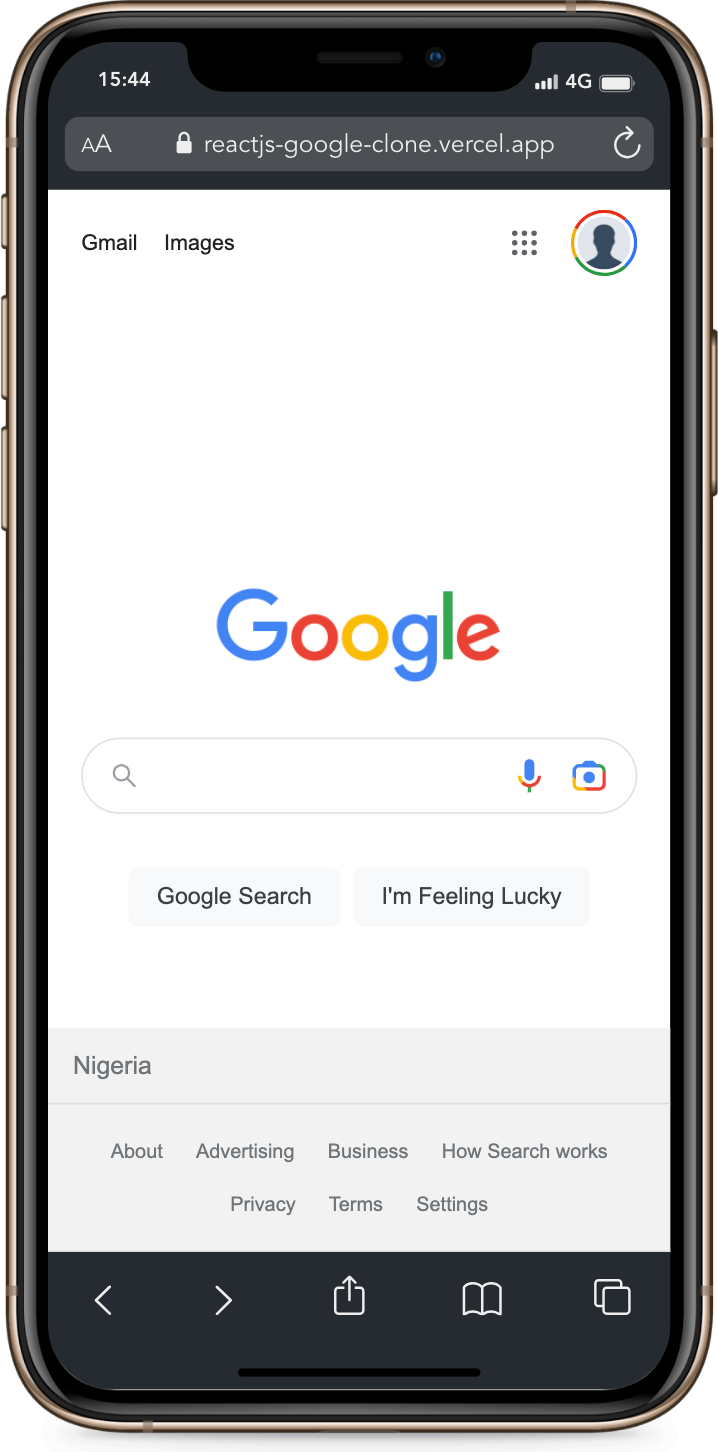 15:44 4G
AA reactjs-google-clone.vercel.app
Gmail Images
Google
Google Search I'm Feeling Lucky
Nigeria
About Advertising Business How Search works
Privacy Terms Settings